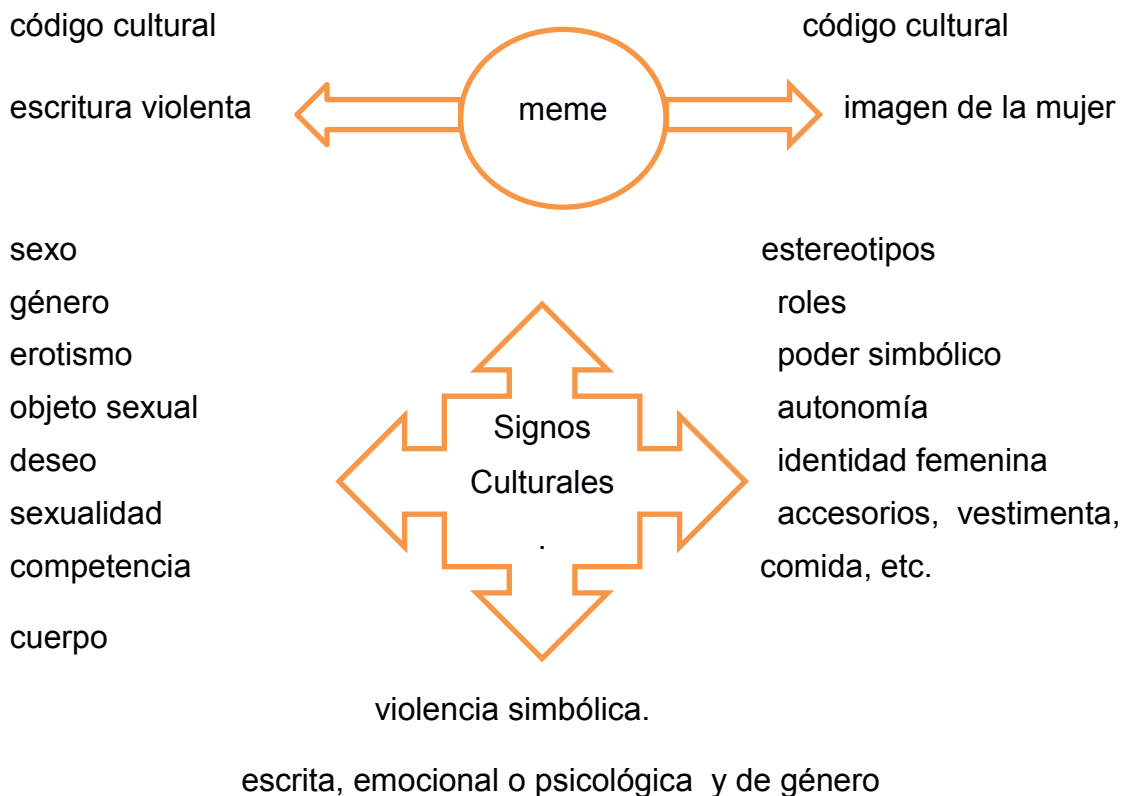 código cultural código cultural
escritura violenta meme imagen de la mujer
sexo estereotipos
género roles
erotismo poder simbólico
objeto sexual autonomía
Signos
deseo identidad femenina
Culturales
sexualidad accesorios, vestimenta,
.
competencia comida, etc.
cuerpo
violencia simbólica.
escrita, emocional o psicológica y de género